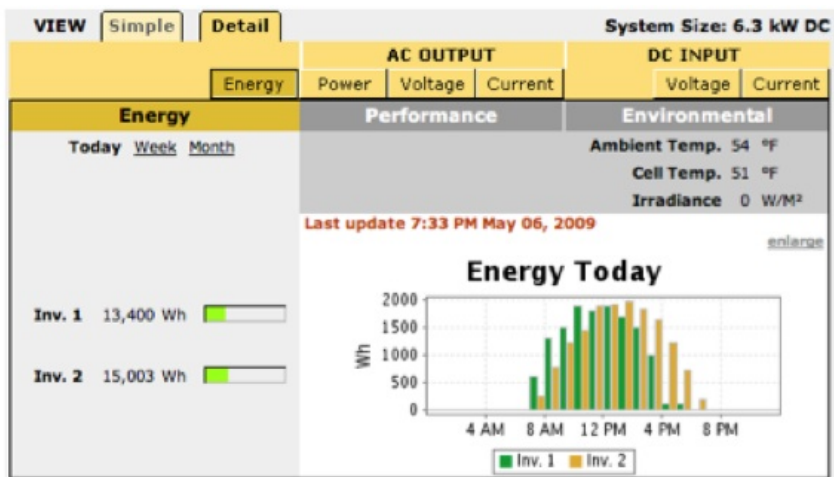 VIEW Simple Detail System Size: 6.3 kW DC
AC OUTPUT DC INPUT
Energy Power Voltage Current Voltage Current
Energy Performance Environmental
Today Week Month
Ambient Temp. 54 °F
Cell Temp. 51 °F
Irradiance 0 W/M²
Last update 7:33 PM May 06, 2009
enlarge
Energy Today
Inv. 1 13,400 Wh
Inv. 2 15,003 Wh
Wh
2000
1500
1000
500
0
4 AM 8 AM 12 PM 4 PM 8 PM
Inv. 1 Inv. 2